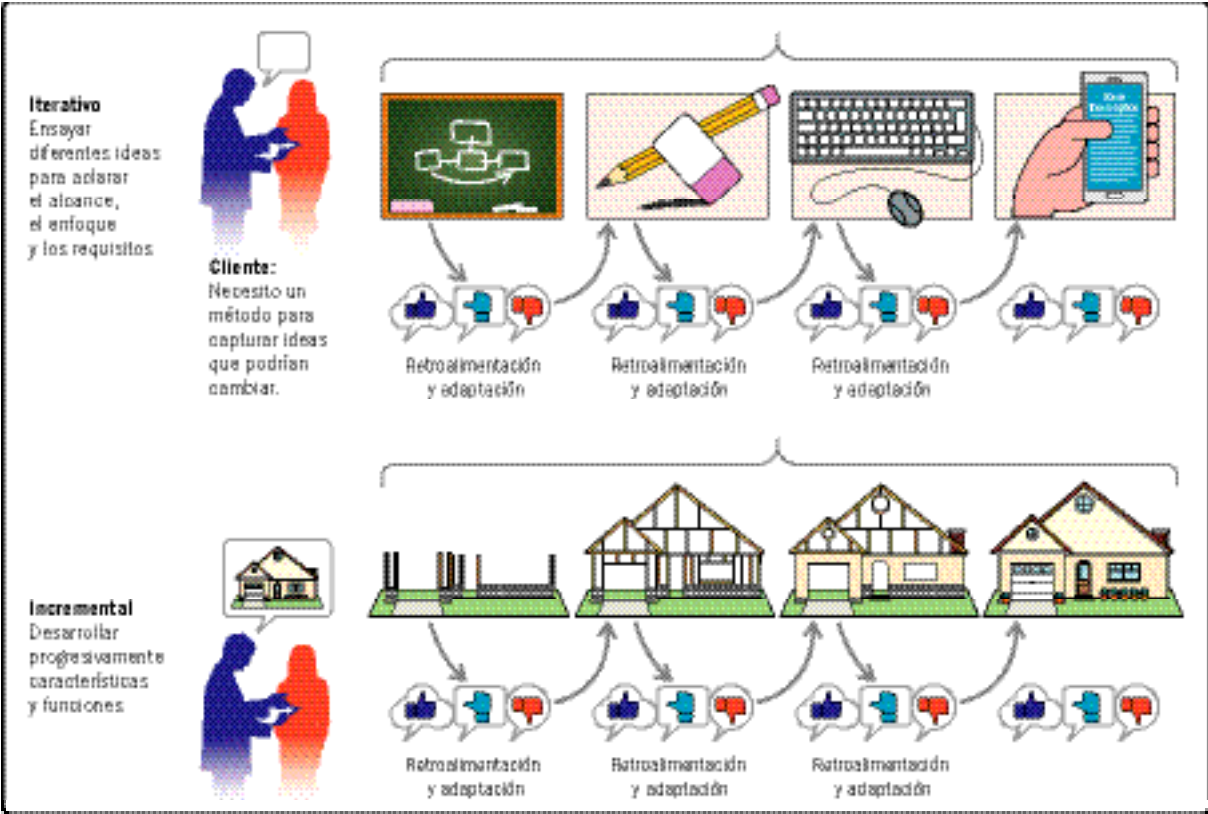 Iterativo
Ensayar
diferentes ideas
para aclarar
el alcance,
el enfoque
y los requisitos
Cliente:
Necesito un
método para
capturar ideas
que podrían
cambiar.
Retroalimentación
y adaptación
Retroalimentación
y adaptación
Retroalimentación
y adaptación
Incremental
Desarrollar
progresivamente
características
y funciones
Retroalimentación
y adaptación
Retroalimentación
y adaptación
Retroalimentación
y adaptación